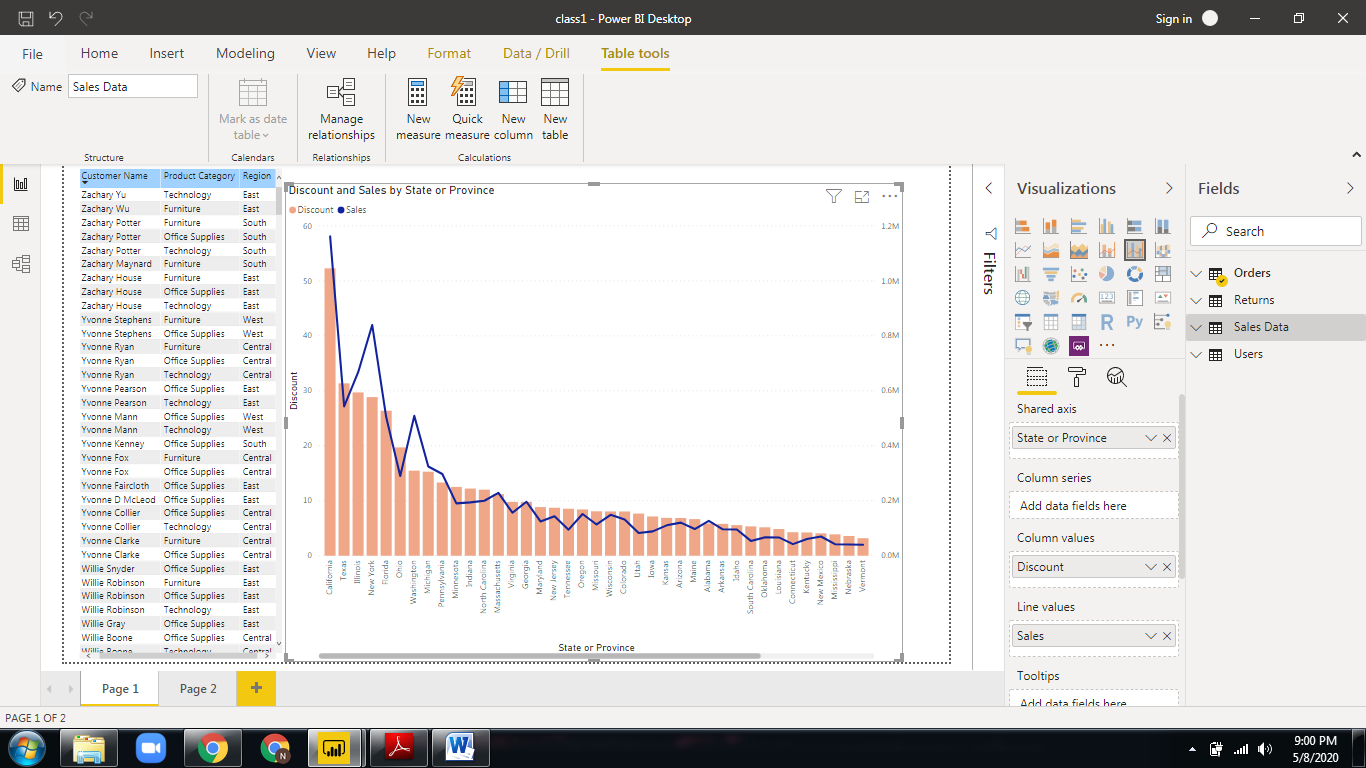 class1 - Power BI Desktop
Sign in
File Home Insert Modeling View Help Format Data / Drill Table tools
Name Sales Data
Mark as date table
Manage relationships
New measure
Quick measure
New column
New table
Structure Calendars Relationships Calculations
Customer Name Product Category Region
Zachary Yu Technology East
Zachary Wu Furniture East
Zachary Potter Furniture South
Zachary Potter Office Supplies South
Zachary Potter Technology South
Zachary Maynard Furniture South
Zachary House Furniture East
Zachary House Office Supplies East
Zachary House Technology East
Yvonne Stephens Furniture West
Yvonne Stephens Office Supplies West
Yvonne Ryan Furniture Central
Yvonne Ryan Office Supplies Central
Yvonne Ryan Technology Central
Yvonne Pearson Office Supplies East
Yvonne Pearson Technology East
Yvonne Mann Office Supplies West
Yvonne Mann Technology West
Yvonne Kenney Office Supplies South
Yvonne Fox Furniture Central
Yvonne Fox Office Supplies Central
Yvonne Faircloth Office Supplies East
Yvonne D McLeod Office Supplies East
Yvonne Collier Office Supplies Central
Yvonne Collier Technology Central
Yvonne Clarke Furniture Central
Yvonne Clarke Office Supplies Central
Willie Snyder Office Supplies East
Willie Robinson Furniture East
Willie Robinson Office Supplies East
Willie Robinson Technology East
Willie Gray Office Supplies East
Willie Boone Office Supplies Central
Willie Boone Technology Central
Discount and Sales by State or Province
Discount Sales
60
50
40
30
20
10
0
Discount
1.2M
1.0M
0.8M
0.6M
0.4M
0.2M
0.0M
California
Texas
Illinois
New York
Florida
Ohio
Washington
Michigan
Pennsylvania
Minnesota
Indiana
North Carolina
Massachusetts
Virginia
Georgia
Maryland
New Jersey
Tennessee
Oregon
Missouri
Wisconsin
Colorado
Utah
Iowa
Kansas
Arizona
Maine
Alabama
Arkansas
Idaho
South Carolina
Oklahoma
Louisiana
Connecticut
Kentucky
New Mexico
Mississippi
Nebraska
Vermont
State or Province
Filters
Visualizations
R Py
123
Shared axis
State or Province
Column series
Add data fields here
Column values
Discount
Line values
Sales
Tooltips
Add data fields here
Fields
Search
Orders
Returns
Sales Data
Users
Page 1 Page 2 +
PAGE 1 OF 2
N
W
9:00 PM
5/8/2020